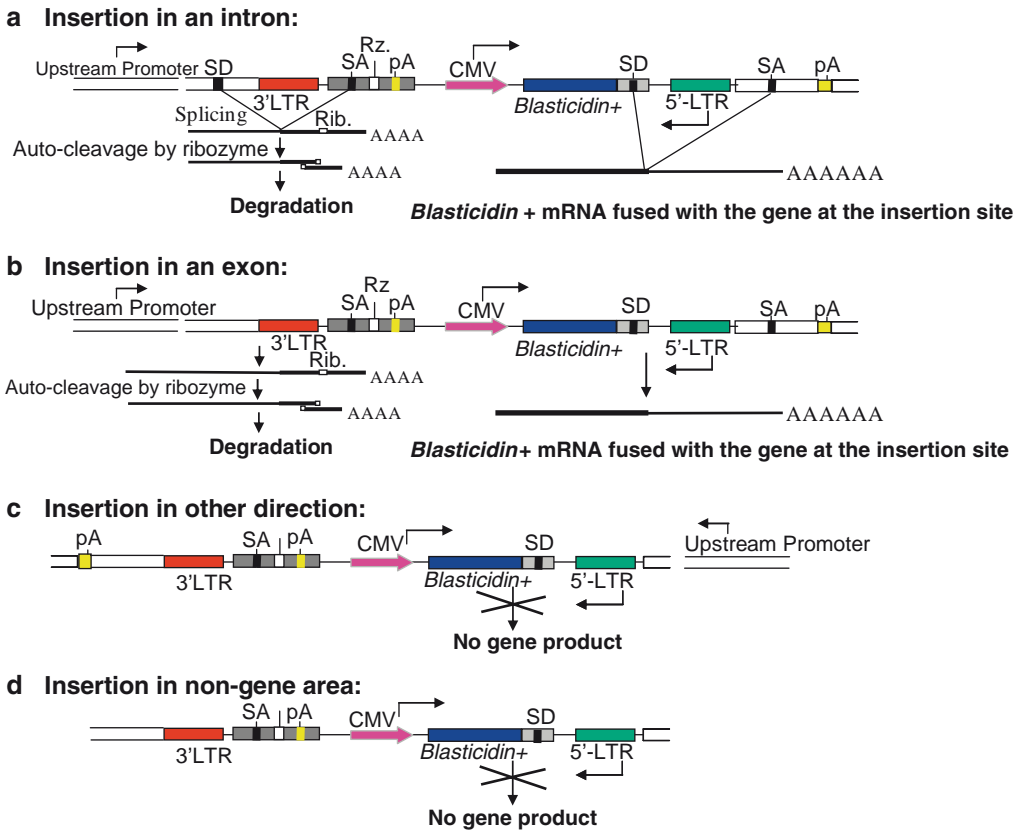 a Insertion in an intron:
Upstream Promoter SD SA Rz. pA CMV SD SA pA
3'LTR Blasticidin+ 5'-LTR
Splicing Rib. AAAA
Auto-cleavage by ribozyme
AAAA AAAAAA
Degradation
Blasticidin + mRNA fused with the gene at the insertion site
b Insertion in an exon:
Upstream Promoter SA Rz pA CMV SD SA pA
3'LTR Blasticidin+ 5'-LTR
Rib. AAAA
Auto-cleavage by ribozyme
AAAA AAAAAA
Degradation
Blasticidin+ mRNA fused with the gene at the insertion site
c Insertion in other direction:
pA SA pA CMV SD Upstream Promoter
3'LTR Blasticidin+ 5'-LTR
No gene product
d Insertion in non-gene area:
SA pA CMV SD
3'LTR Blasticidin+ 5'-LTR
No gene product